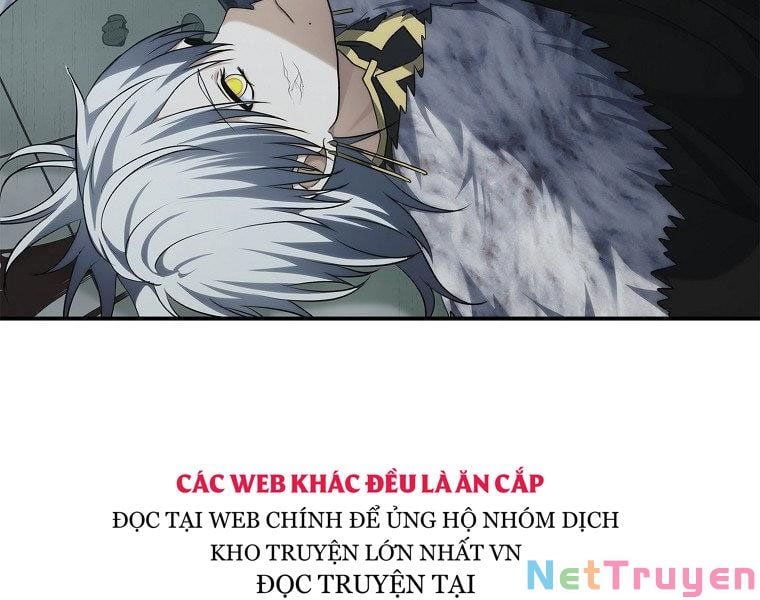 CÁC WEB KHÁC ĐỀU LÀ ĂN CẮP
ĐỌC TẠI WEB CHÍNH ĐỂ ỦNG HỘ NHÓM DỊCH
KHO TRUYỆN LỚN NHẤT VN
ĐỌC TRUYỆN TẠI
NetTruyen